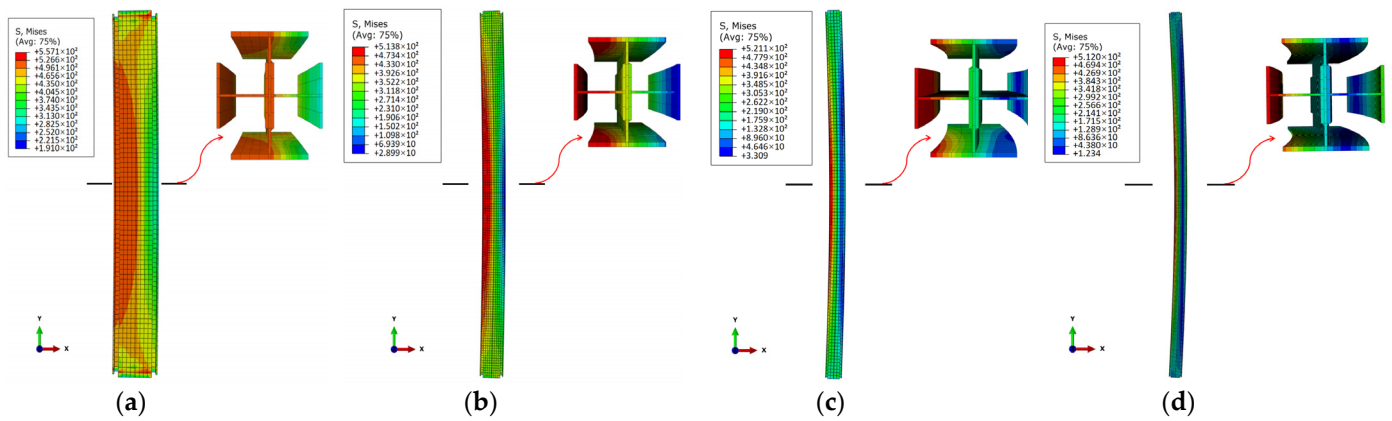 S, Mises
(Avg: 75%)
+5.571×10²
+5.266×10²
+4.961×10²
+4.656×10²
+4.350×10²
+4.045×10²
+3.740×10²
+3.435×10²
+3.130×10²
+2.825×10²
+2.520×10²
+2.215×10²
+1.910×10²
Y
X
(a)
S, Mises
(Avg: 75%)
+5.138×10²
+4.734×10²
+4.330×10²
+3.926×10²
+3.522×10²
+3.118×10²
+2.714×10²
+2.310×10²
+1.906×10²
+1.502×10²
+1.098×10²
+6.939×10
+2.899×10
Y
X
(b)
S, Mises
(Avg: 75%)
+5.211×10²
+4.779×10²
+4.348×10²
+3.916×10²
+3.485×10²
+3.053×10²
+2.622×10²
+2.190×10²
+1.759×10²
+1.328×10²
+8.960×10
+4.646×10
+3.309
Y
X
(c)
S, Mises
(Avg: 75%)
+5.120×10²
+4.694×10²
+4.269×10²
+3.843×10²
+3.418×10²
+2.992×10²
+2.566×10²
+2.141×10²
+1.715×10²
+1.289×10²
+8.636×10
+4.380×10
+1.234
Y
X
(d)